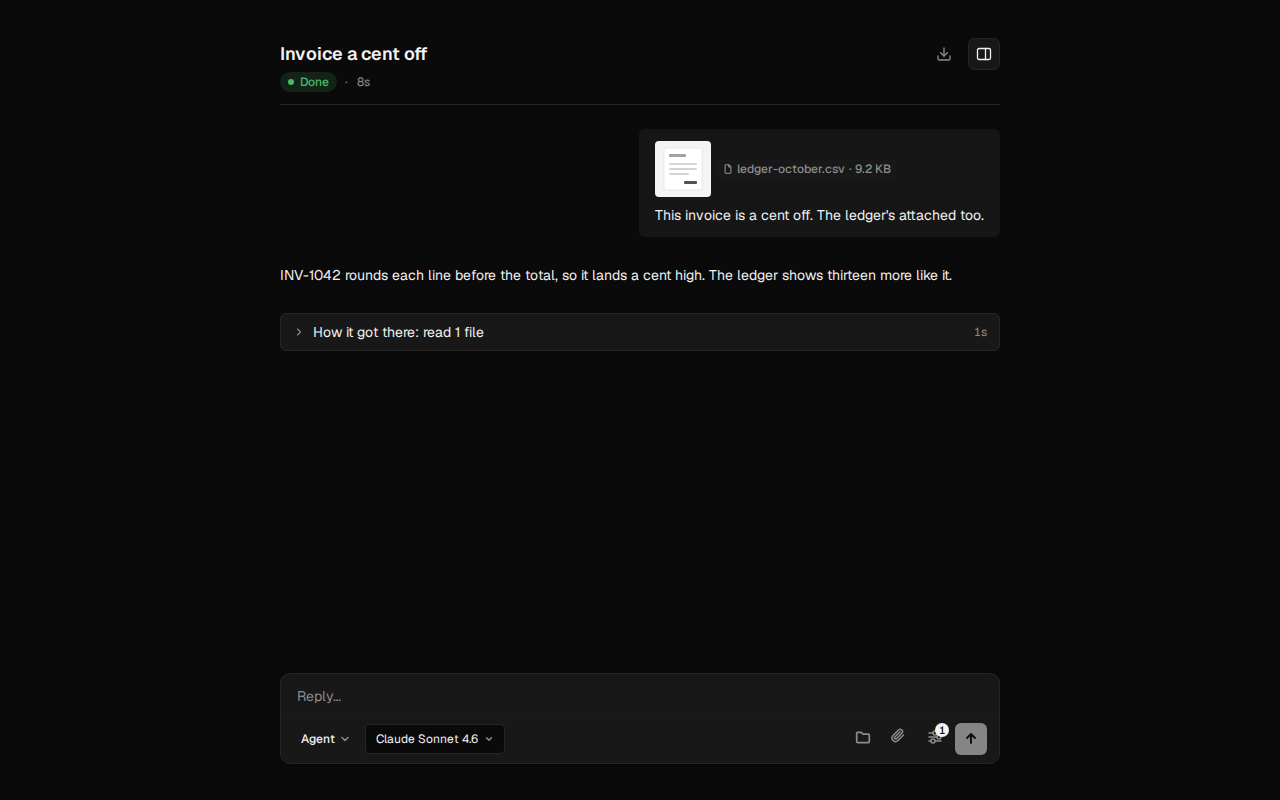 Invoice a cent off
Done · 8s
ledger-october.csv · 9.2 KB
This invoice is a cent off. The ledger's attached too.
INV-1042 rounds each line before the total, so it lands a cent high. The ledger shows thirteen more like it.
How it got there: read 1 file 1s
Reply...
Agent Claude Sonnet 4.6 1